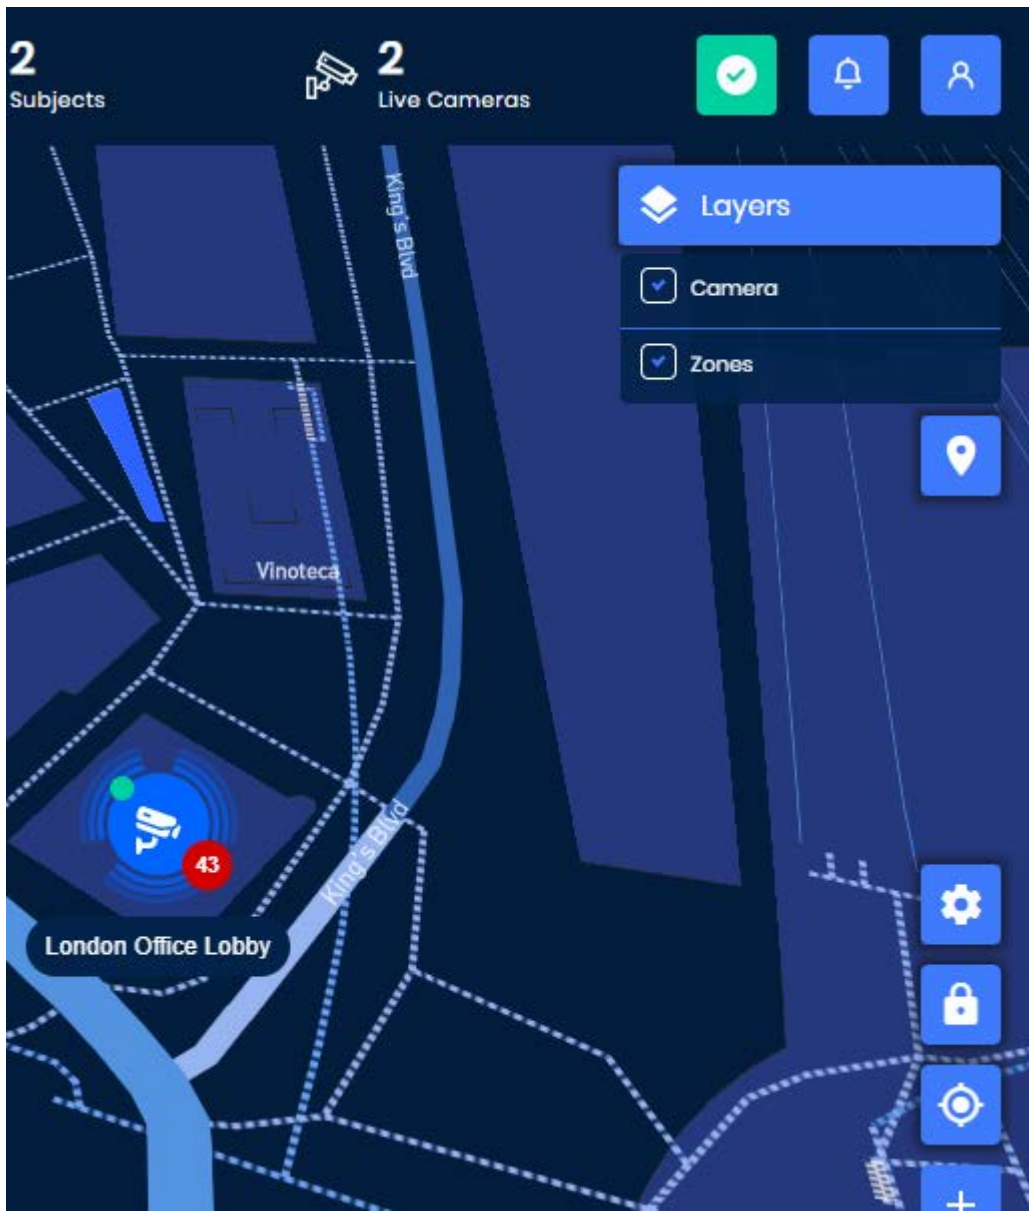 2
Subjects
2
Live Cameras
King's Blvd
Layers
Camera
Zones
Vinoteca
King's Blvd
43
London Office Lobby